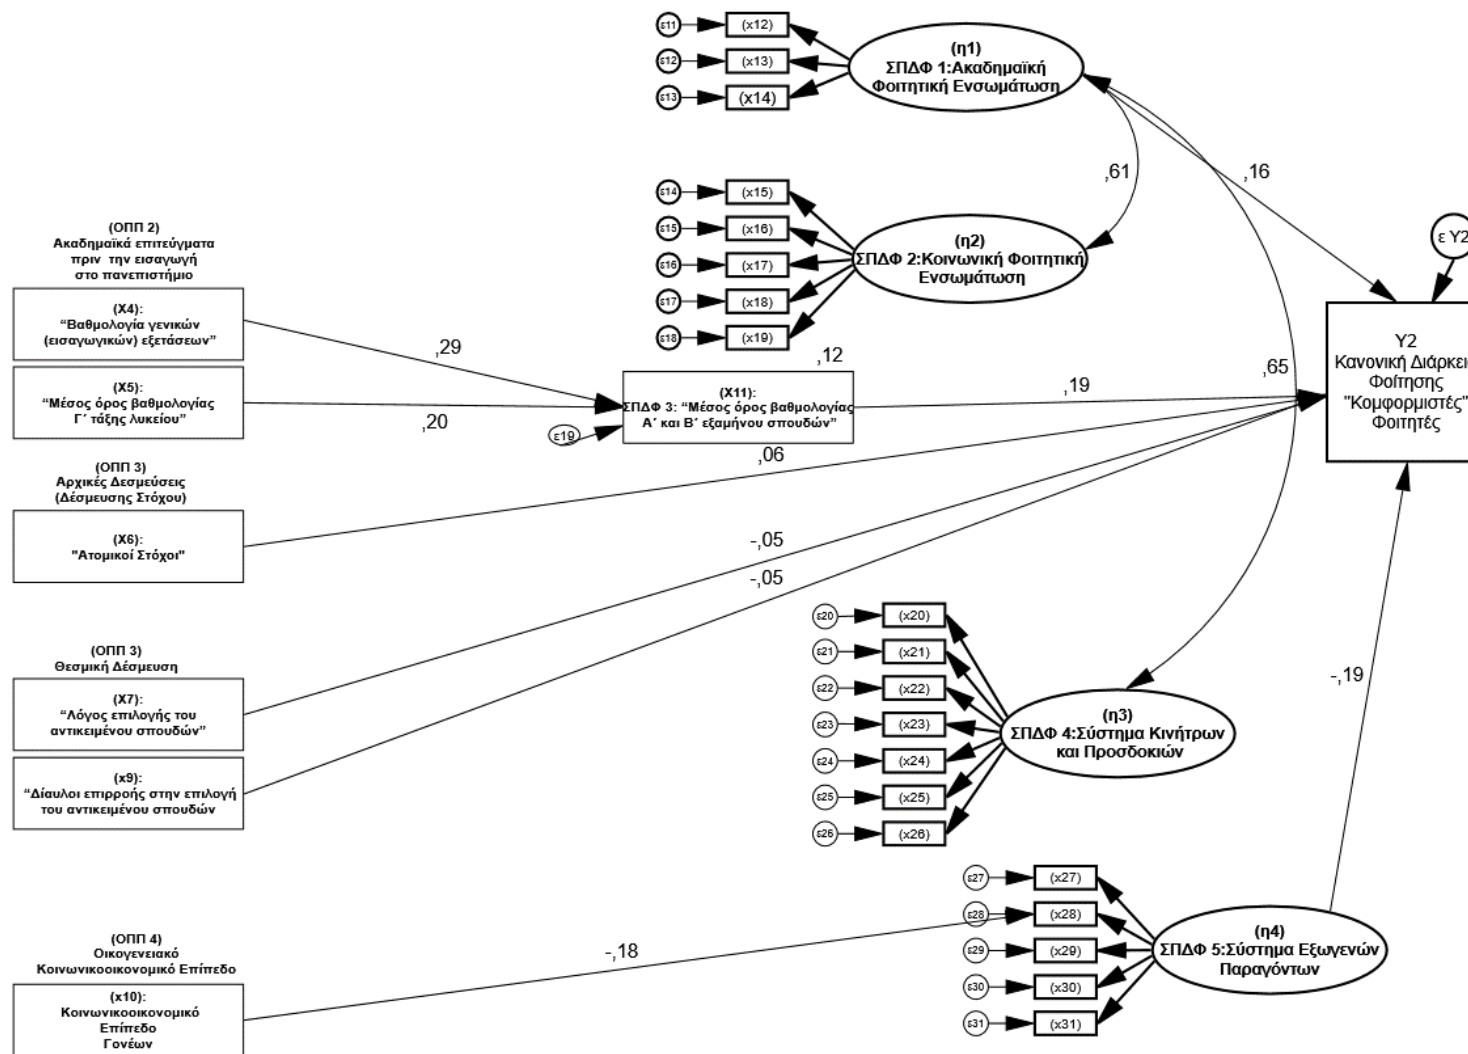 ε11
(x12)
ε12
(x13)
ε13
(x14)
(η1)
ΣΠΔΦ 1:Ακαδημαϊκή
Φοιτητική Ενσωμάτωση
,61
,16
ε14
(x15)
ε15
(x16)
ε16
(x17)
ε17
(x18)
ε18
(x19)
(η2)
ΣΠΔΦ 2:Κοινωνική Φοιτητική
Ενσωμάτωση
ε Y2
(ΟΠΠ 2)
Ακαδημαϊκά επιτεύγματα
πριν την εισαγωγή
στο πανεπιστήμιο
(X4):
“Βαθμολογία γενικών
(εισαγωγικών) εξετάσεων”
,29
(X5):
“Μέσος όρος βαθμολογίας
Γ΄ τάξης λυκείου”
,20
,12
(X11):
ΣΠΔΦ 3: “Μέσος όρος βαθμολογίας
Α΄ και Β΄ εξαμήνου σπουδών”
ε19
,19
,65
Y2
Κανονική Διάρκεια
Φοίτησης
"Κομφορμιστές"
Φοιτητές
(ΟΠΠ 3)
Αρχικές Δεσμεύσεις
(Δέσμευσης Στόχου)
(X6):
"Ατομικοί Στόχοι"
,06
-,05
-,05
(ΟΠΠ 3)
Θεσμική Δέσμευση
(X7):
“Λόγος επιλογής του
αντικειμένου σπουδών”
(x9):
“Δίαυλοι επιρροής στην επιλογή
του αντικειμένου σπουδών
ε20
(x20)
ε21
(x21)
ε22
(x22)
ε23
(x23)
ε24
(x24)
ε25
(x25)
ε26
(x26)
(η3)
ΣΠΔΦ 4:Σύστημα Κινήτρων
και Προσδοκιών
-,19
(ΟΠΠ 4)
Οικογενειακό
Κοινωνικοοικονομικό Επίπεδο
(x10):
Κοινωνικοοικονομικό
Επίπεδο
Γονέων
-,18
ε27
(x27)
ε28
(x28)
ε29
(x29)
ε30
(x30)
ε31
(x31)
(η4)
ΣΠΔΦ 5:Σύστημα Εξωγενών
Παραγόντων